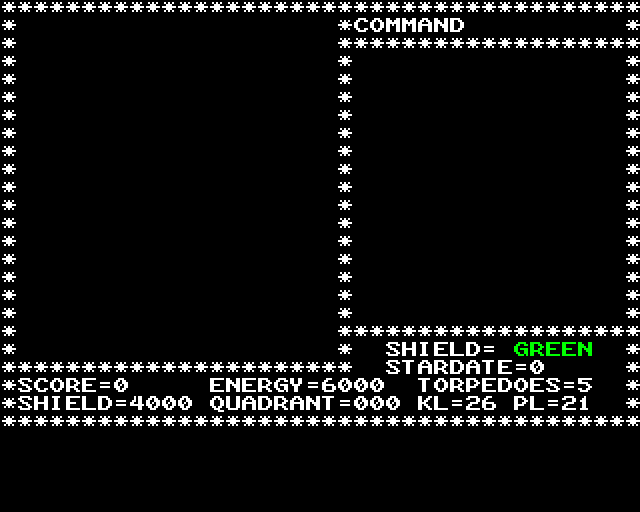 COMMAND
SHIELD= GREEN
STARDATE=0
SCORE=0 ENERGY=6000 TORPEDOES=5
SHIELD=4000 QUADRANT=000 KL=26 PL=21